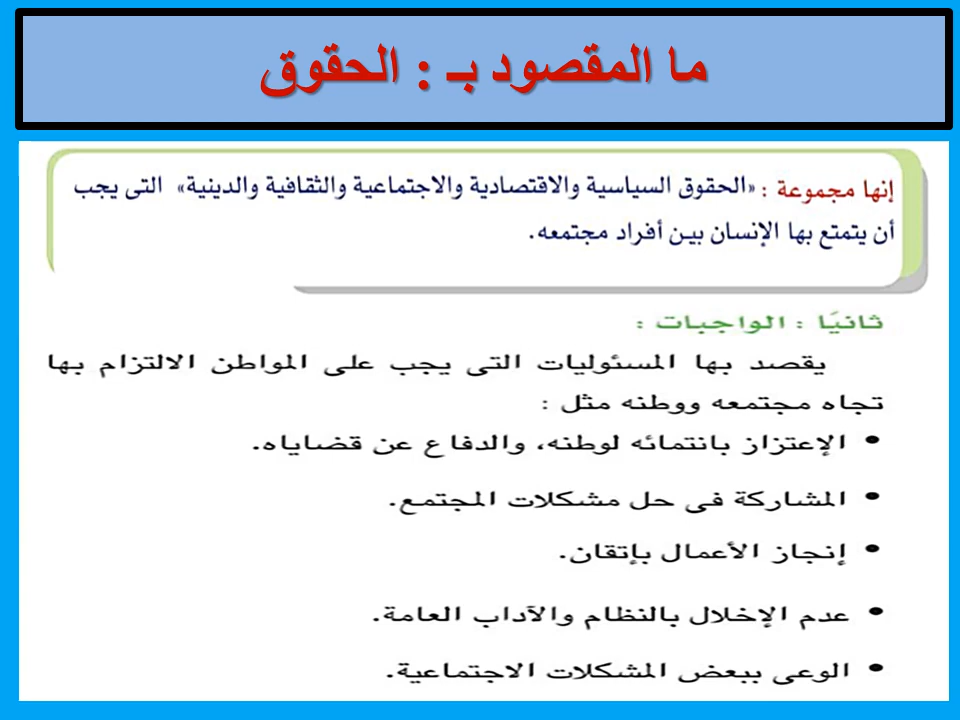 ما المقصود بـ : الحقوق
إنها مجموعة : «الحقوق السياسية والاقتصادية والاجتماعية والثقافية والدينية» التى يجب
أن يتمتع بها الإنسان بين أفراد مجتمعه.
ثانيًا : الواجبات :
يقصد بها المسئوليات التى يجب على المواطن الالتزام بها
تجاه مجتمعه ووطنه مثل :
• الإعتزاز بانتمائه لوطنه، والدفاع عن قضاياه.
• المشاركة فى حل مشكلات المجتمع.
• إنجاز الأعمال بإتقان.
• عدم الإخلال بالنظام والآداب العامة.
• الوعى ببعض المشكلات الاجتماعية.